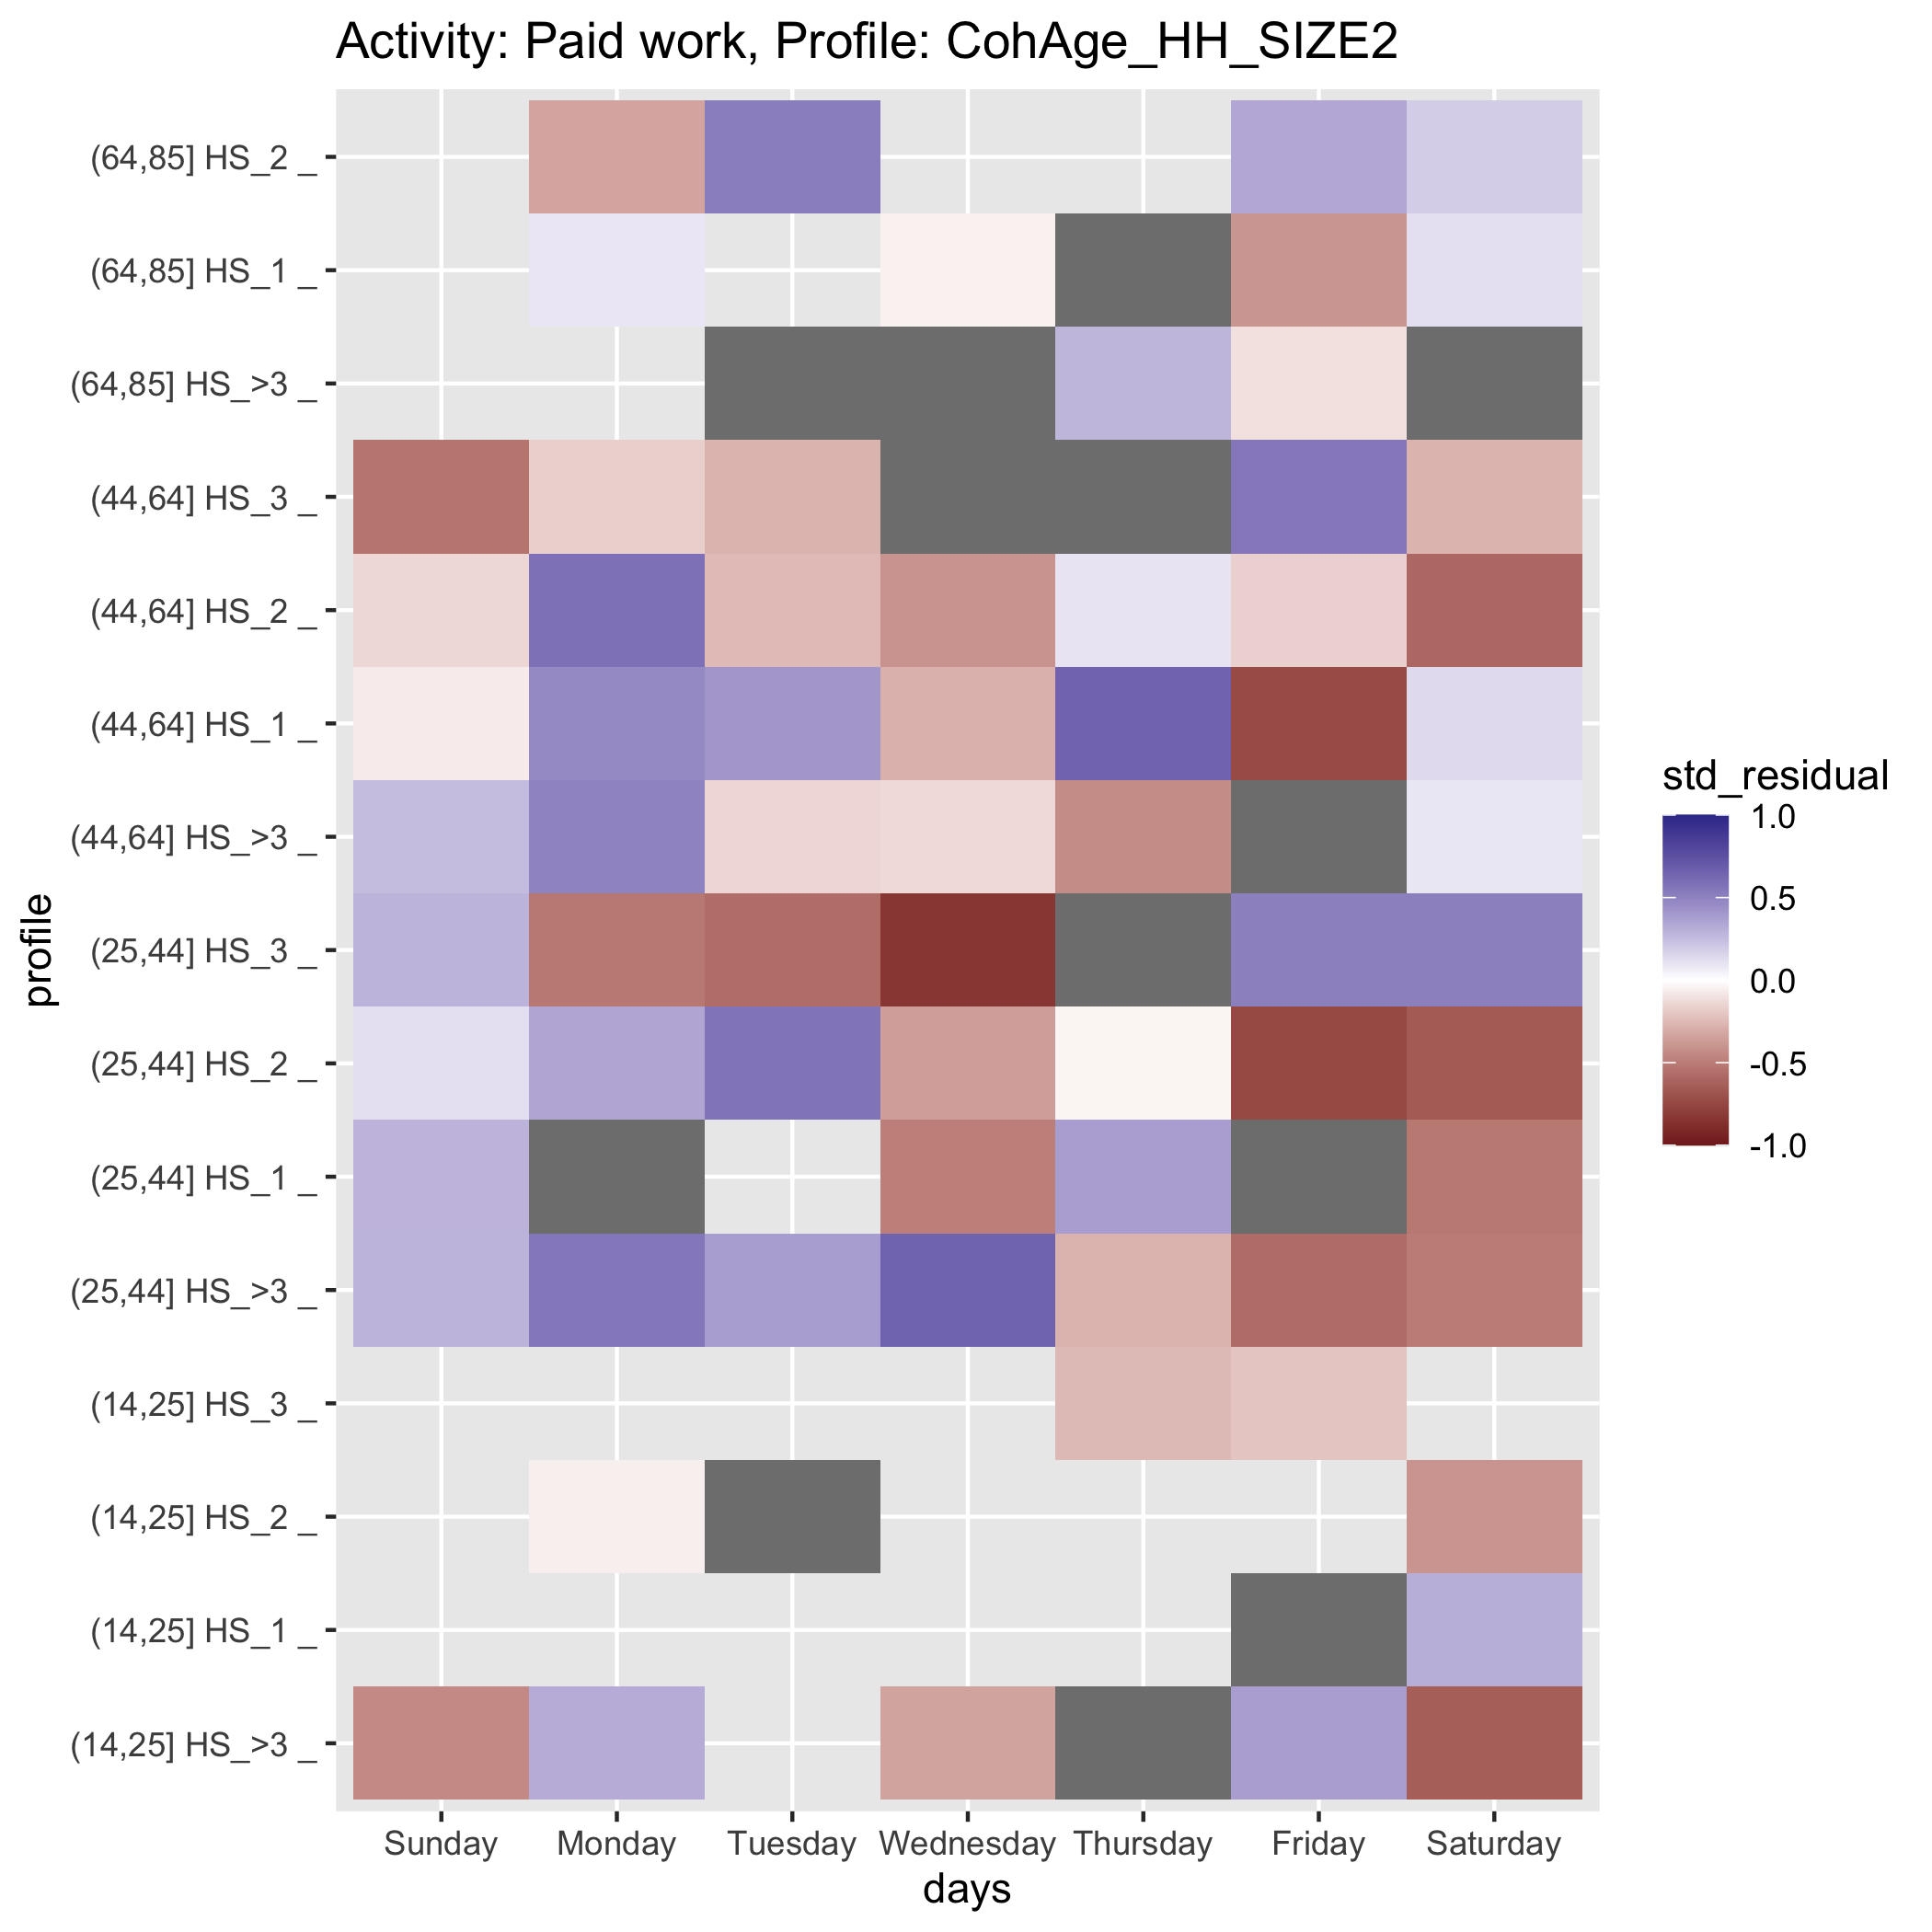 Activity: Paid work, Profile: CohAge_HH_SIZE2
(64,85] HS_2 _
(64,85] HS_1 _
(64,85] HS_>3 _
(44,64] HS_3 _
(44,64] HS_2 _
(44,64] HS_1 _
(44,64] HS_>3 _
(25,44] HS_3 _
(25,44] HS_2 _
(25,44] HS_1 _
(25,44] HS_>3 _
(14,25] HS_3 _
(14,25] HS_2 _
(14,25] HS_1 _
(14,25] HS_>3 _
profile
Sunday Monday Tuesday Wednesday Thursday Friday Saturday
days
std_residual
1.0
0.5
0.0
-0.5
-1.0